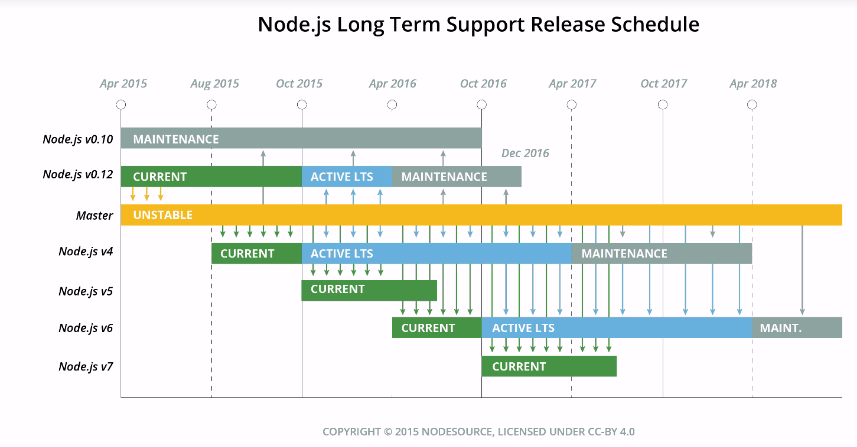 Node.js Long Term Support Release Schedule
Apr 2015 Aug 2015 Oct 2015 Apr 2016 Oct 2016 Apr 2017 Oct 2017 Apr 2018
Node.js v0.10 MAINTENANCE
Dec 2016
Node.js v0.12 CURRENT ACTIVE LTS MAINTENANCE
Master UNSTABLE
Node.js v4 CURRENT ACTIVE LTS MAINTENANCE
Node.js v5 CURRENT
Node.js v6 CURRENT ACTIVE LTS MAINT.
Node.js v7 CURRENT
COPYRIGHT © 2015 NODESOURCE, LICENSED UNDER CC-BY 4.0